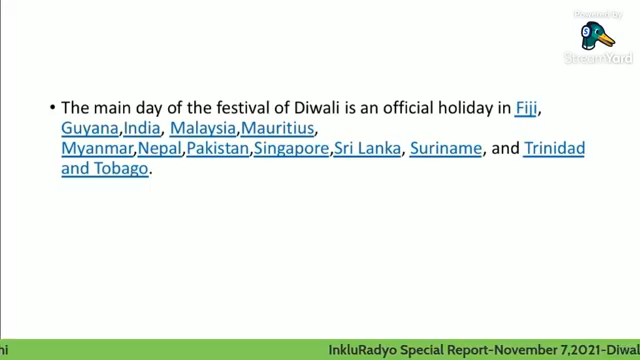 Powered by
StreamYard
• The main day of the festival of Diwali is an official holiday in Fiji,
Guyana,India, Malaysia,Mauritius,
Myanmar,Nepal,Pakistan,Singapore,Sri Lanka, Suriname, and Trinidad
and Tobago.
hi InkluRadyo Special Report-November 7,2021-Diwal